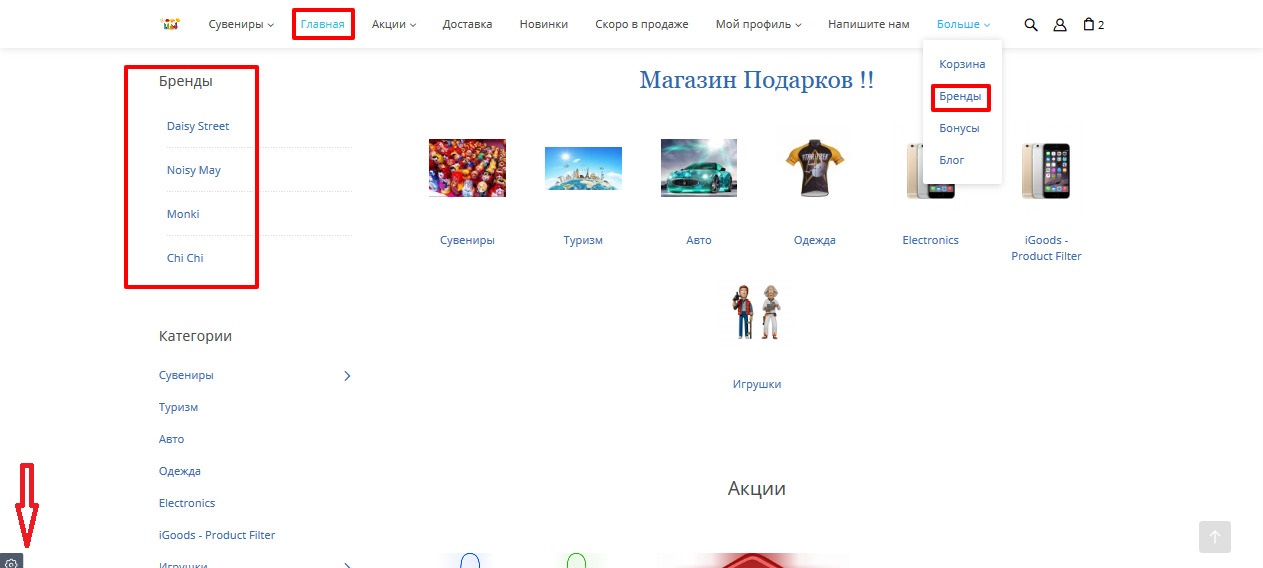 Сувениры
Главная
Акции
Доставка
Новинки
Скоро в продаже
Мой профиль
Напишите нам
Больше
2
Корзина
Бренды
Бонусы
Блог
Бренды
Daisy Street
Noisy May
Monki
Chi Chi
Категории
Сувениры
Туризм
Авто
Одежда
Electronics
iGoods - Product Filter
Игрушки
Магазин Подарков !!
Сувениры
Туризм
Авто
Одежда
Electronics
iGoods -
Product Filter
Игрушки
Акции